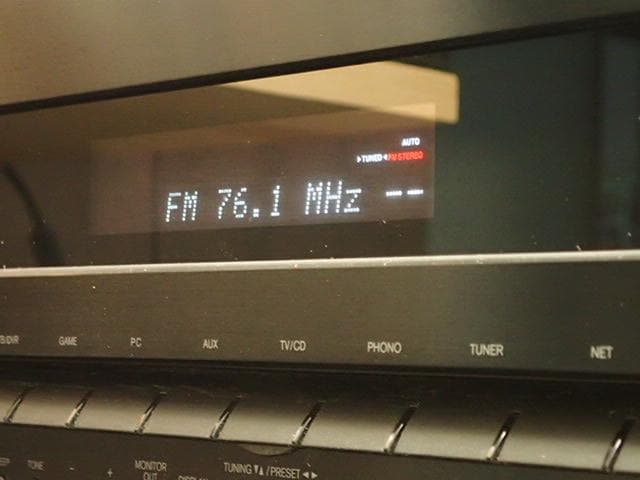 AUTO
▶TUNED◀ FM STEREO
FM 76.1 MHz
GAME PC AUX TV/CD PHONO TUNER NET
TONE - + MONITOR OUT TUNING▼▲/PRESET◀▶